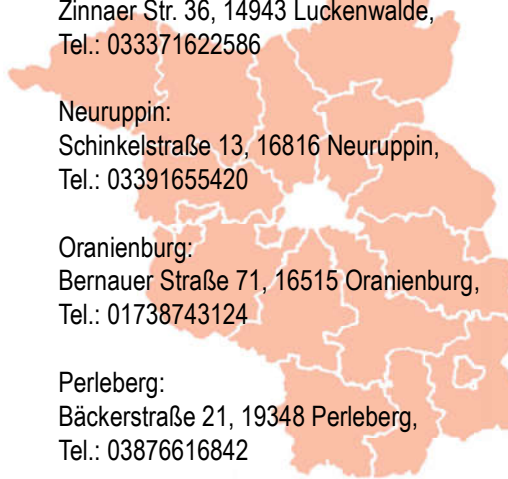 Zinnaer Str. 36, 14943 Luckenwalde,
Tel.: 033371622586
Neuruppin:
Schinkelstraße 13, 16816 Neuruppin,
Tel.: 03391655420
Oranienburg:
Bernauer Straße 71, 16515 Oranienburg,
Tel.: 01738743124
Perleberg:
Bäckerstraße 21, 19348 Perleberg,
Tel.: 03876616842